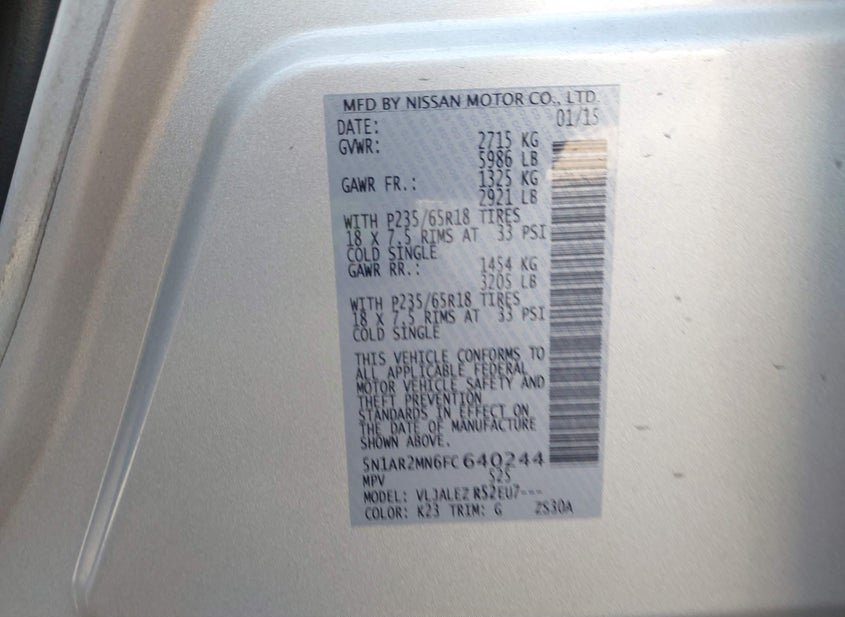 MFD BY NISSAN MOTOR CO., LTD.
DATE: 01/15
GVWR: 2715 KG
5986 LB
GAWR FR.: 1325 KG
2921 LB
WITH P235/65R18 TIRES
18 X 7.5 RIMS AT 33 PSI
COLD SINGLE
GAWR RR.: 1454 KG
3205 LB
WITH P235/65R18 TIRES
18 X 7.5 RIMS AT 33 PSI
COLD SINGLE
THIS VEHICLE CONFORMS TO
ALL APPLICABLE FEDERAL
MOTOR VEHICLE SAFETY AND
THEFT PREVENTION
STANDARDS IN EFFECT ON
THE DATE OF MANUFACTURE
SHOWN ABOVE.
5N1AR2MN6FC640244
MPV 525
MODEL: VLJALEZ R52EU7---
COLOR: K23 TRIM: G 2S30A